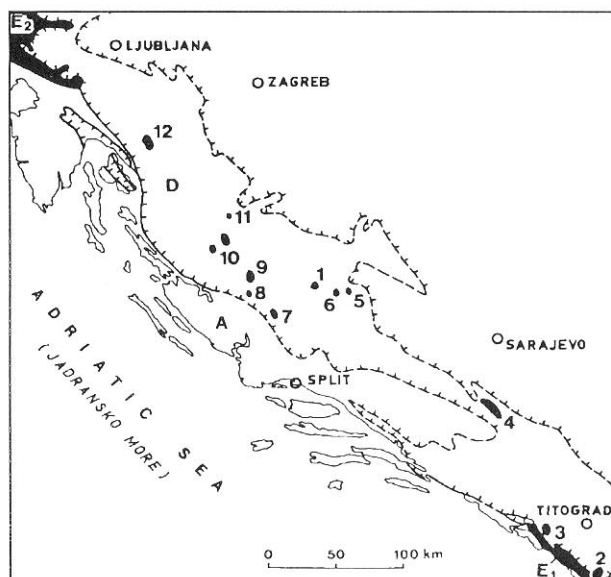 E2
LJUBLJANA
ZAGREB
12
D
11
10
9
8
7
1
6
5
A
ADRIATIC SEA
(JADRANSKO MORE)
SPLIT
SARAJEVO
4
TITOGRAD
3
E1
2
0 50 100 km